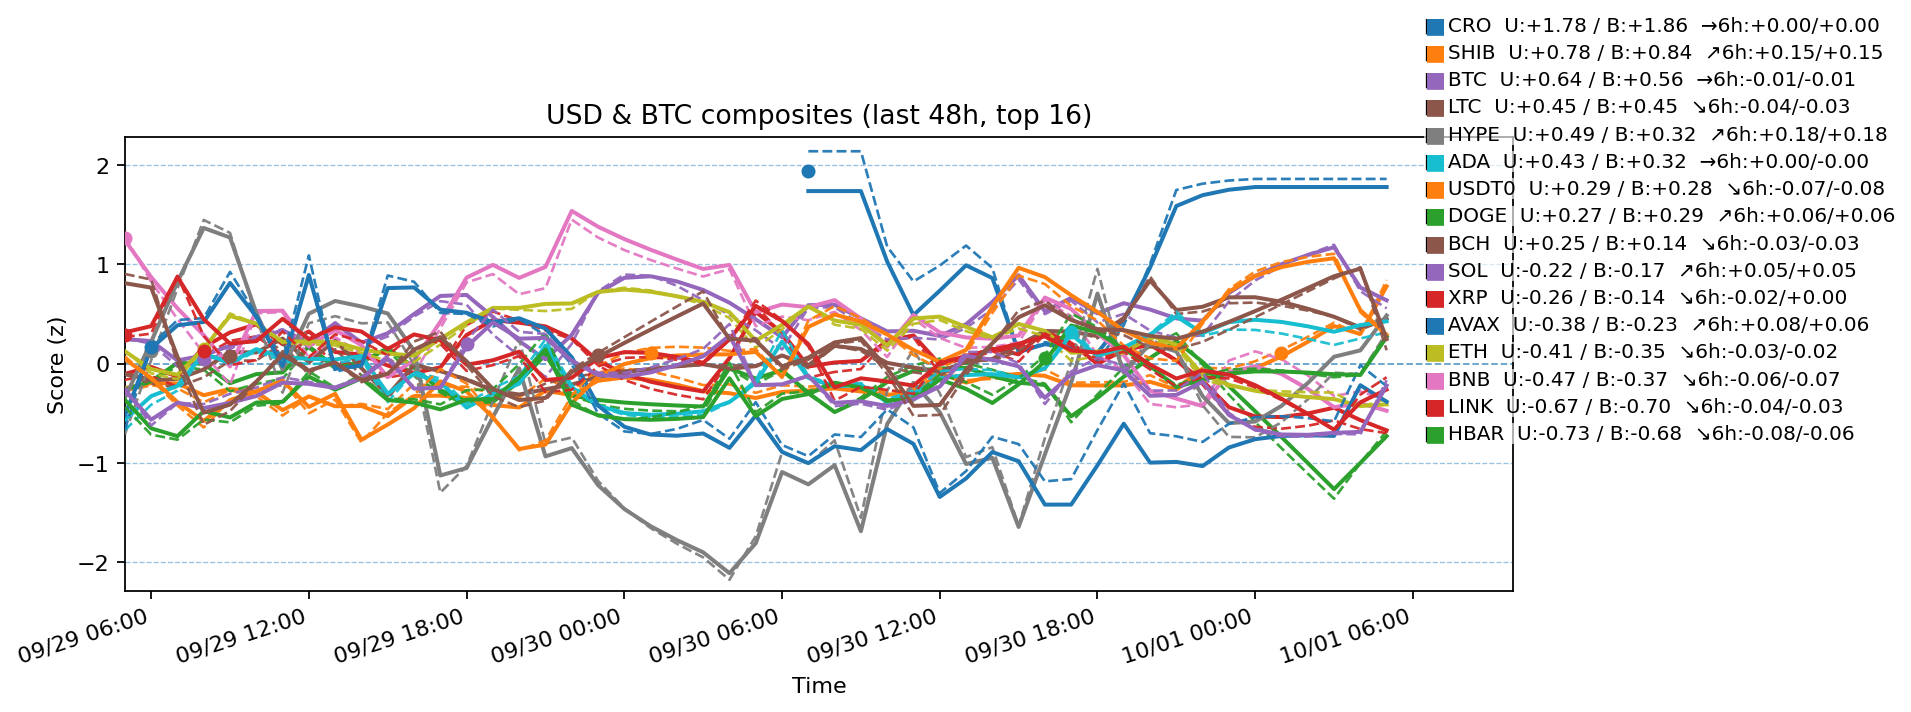 CRO  U:+1.78 / B:+1.86  →6h:+0.00/+0.00
SHIB  U:+0.78 / B:+0.84  ↗6h:+0.15/+0.15
BTC  U:+0.64 / B:+0.56  →6h:-0.01/-0.01
LTC  U:+0.45 / B:+0.45  ↘6h:-0.04/-0.03
HYPE  U:+0.49 / B:+0.32  ↗6h:+0.18/+0.18
ADA  U:+0.43 / B:+0.32  →6h:+0.00/-0.00
USDT0  U:+0.29 / B:+0.28  ↘6h:-0.07/-0.08
DOGE  U:+0.27 / B:+0.29  ↗6h:+0.06/+0.06
BCH  U:+0.25 / B:+0.14  ↘6h:-0.03/-0.03
SOL  U:-0.22 / B:-0.17  ↗6h:+0.05/+0.05
XRP  U:-0.26 / B:-0.14  ↘6h:-0.02/+0.00
AVAX  U:-0.38 / B:-0.23  ↗6h:+0.08/+0.06
ETH  U:-0.41 / B:-0.35  ↘6h:-0.03/-0.02
BNB  U:-0.47 / B:-0.37  ↘6h:-0.06/-0.07
LINK  U:-0.67 / B:-0.70  ↘6h:-0.04/-0.03
HBAR  U:-0.73 / B:-0.68  ↘6h:-0.08/-0.06
USD & BTC composites (last 48h, top 16)
Score (z)
2
1
0
−1
−2
09/29 06:00
09/29 12:00
09/29 18:00
09/30 00:00
09/30 06:00
09/30 12:00
09/30 18:00
10/01 00:00
10/01 06:00
Time